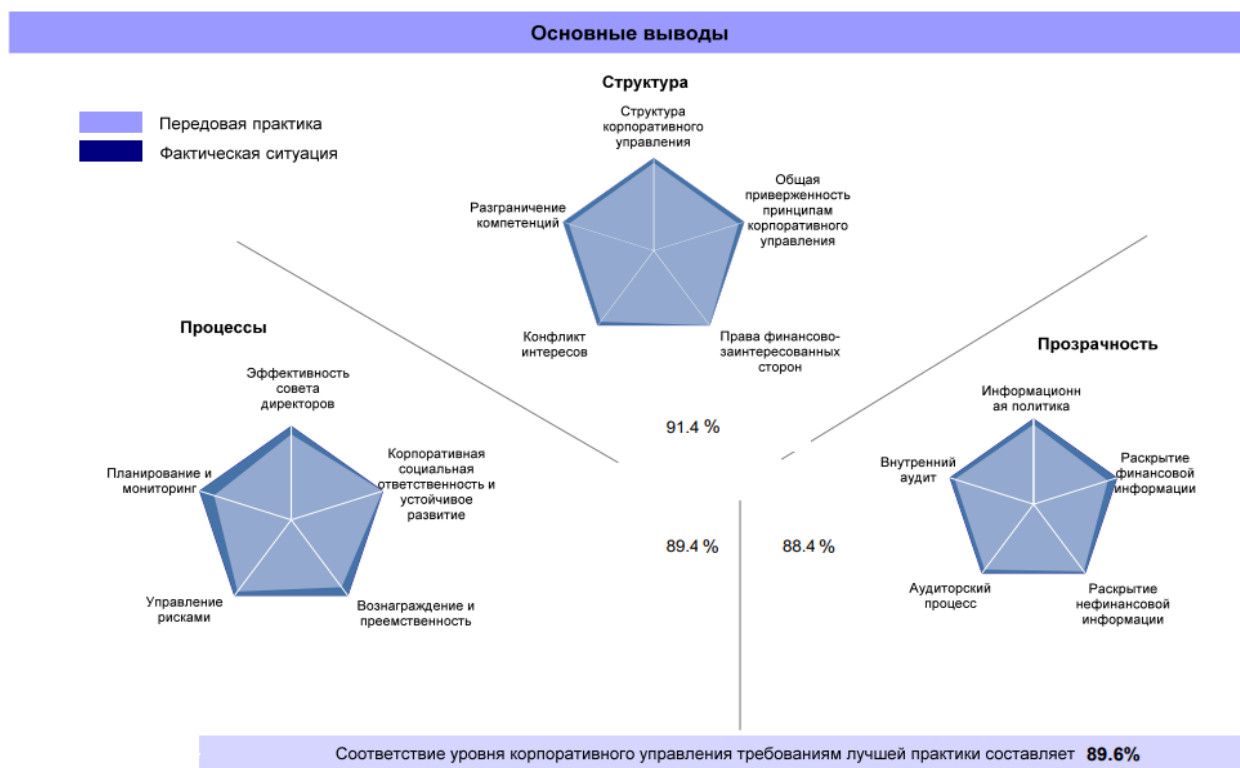 Основные выводы
Передовая практика
Фактическая ситуация
Структура
Структура
корпоративного
управления
Общая
приверженность
принципам
корпоративного
управления
Разграничение
компетенций
Конфликт
интересов
Права финансово-
заинтересованных
сторон
91.4 %
Процессы
Эффективность
совета
директоров
Планирование и
мониторинг
Корпоративная
социальная
ответственность и
устойчивое
развитие
Управление
рисками
Вознаграждение и
преемственность
89.4 %
Прозрачность
Информационн
ая политика
Внутренний
аудит
Раскрытие
финансовой
информации
Аудиторский
процесс
Раскрытие
нефинансовой
информации
88.4 %
Соответствие уровня корпоративного управления требованиям лучшей практики составляет 89.6%